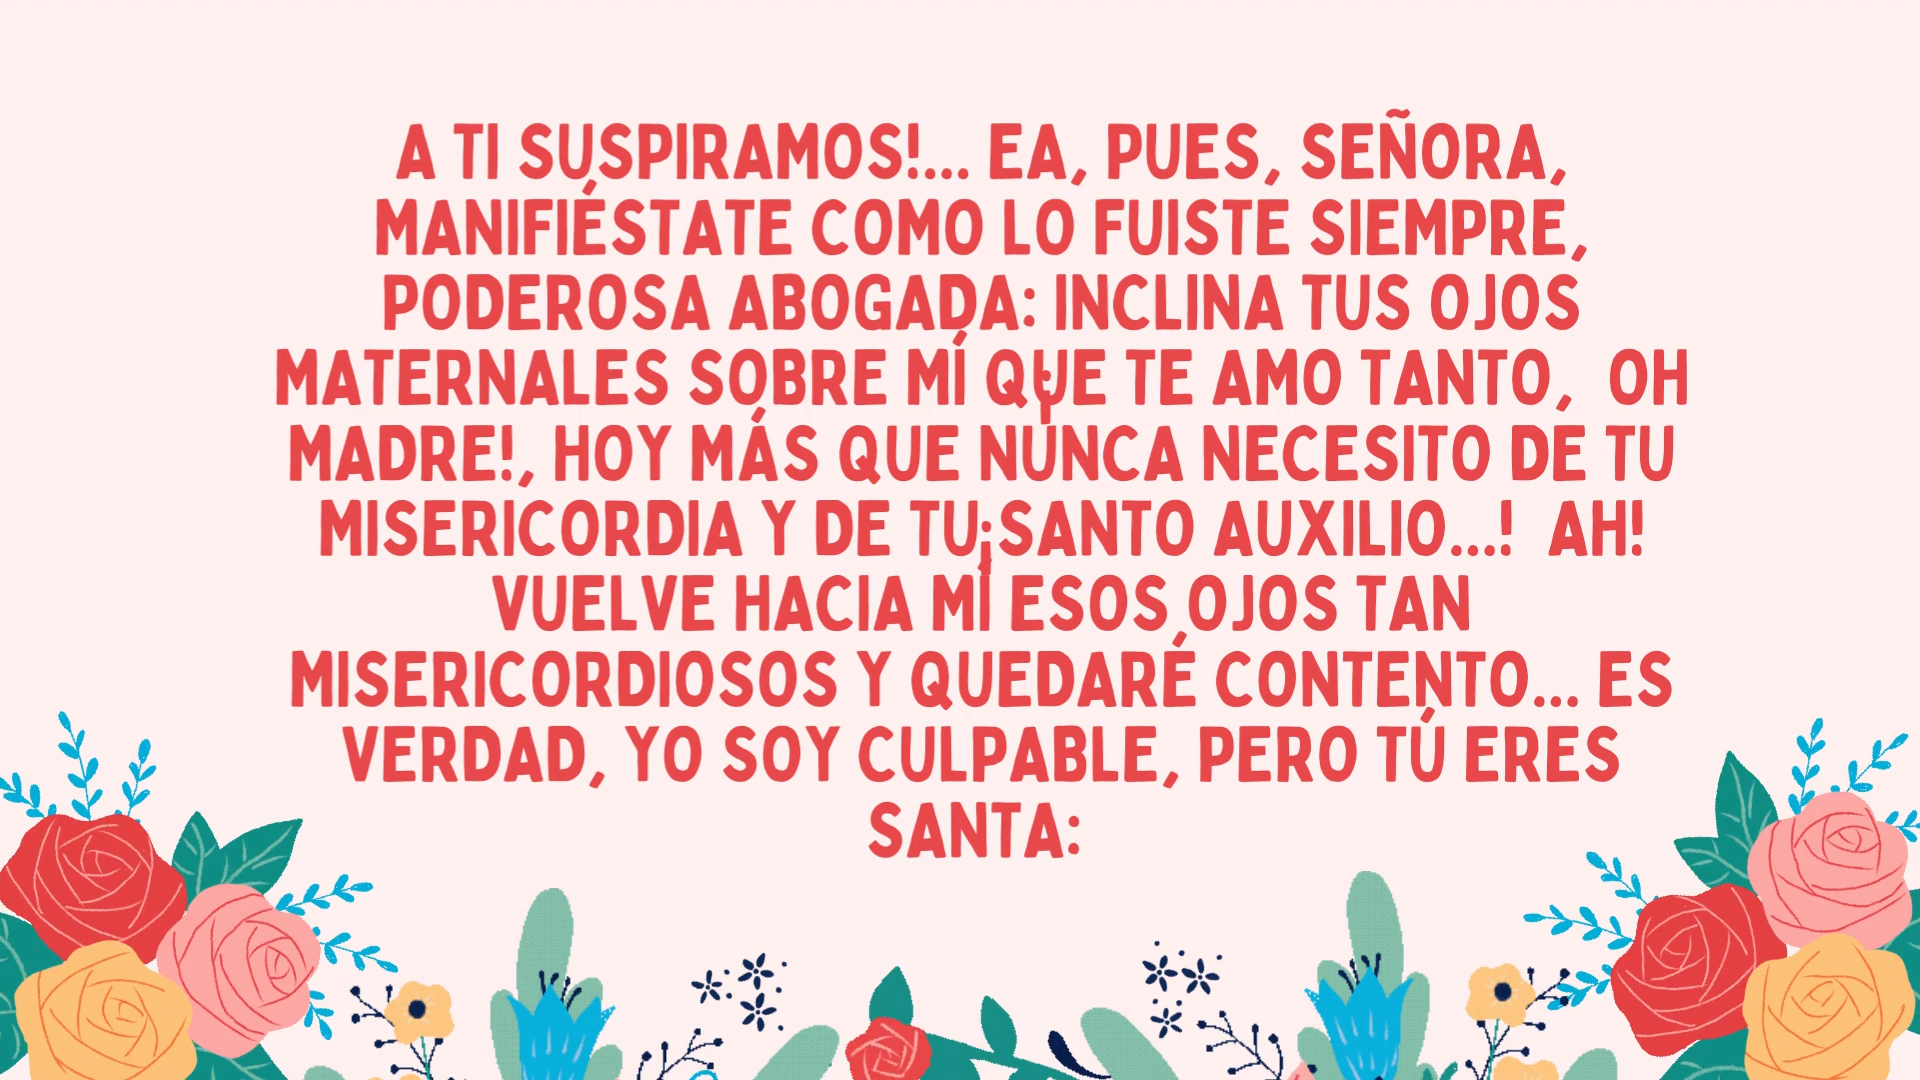 A TI SUSPIRAMOS!... EA, PUES, SEÑORA,
MANIFIÉSTATE COMO LO FUISTE SIEMPRE,
PODEROSA ABOGADA: INCLINA TUS OJOS
MATERNALES SOBRE MÍ QUE TE AMO TANTO, ¡OH
MADRE!, HOY MÁS QUE NUNCA NECESITO DE TU
MISERICORDIA Y DE TU SANTO AUXILIO...! ¡AH!
VUELVE HACIA MÍ ESOS OJOS TAN
MISERICORDIOSOS Y QUEDARÉ CONTENTO... ES
VERDAD, YO SOY CULPABLE, PERO TÚ ERES
SANTA: